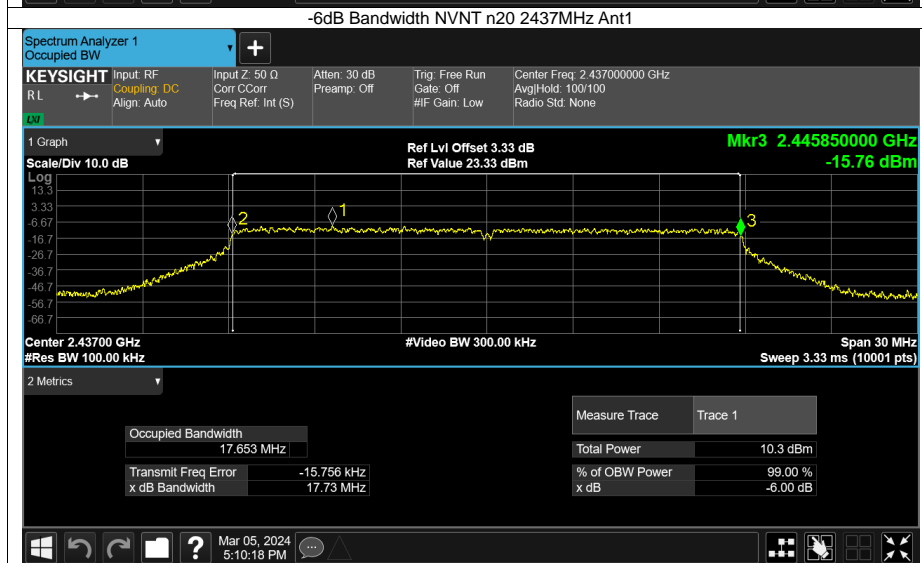 -6dB Bandwidth NVNT n20 2437MHz Ant1
Spectrum Analyzer 1
Occupied BW
+
KEYSIGHT Input: RF Input Z: 50 Ω Atten: 30 dB Trig: Free Run Center Freq: 2.437000000 GHz
RL Coupling: DC Corr CCorr Preamp: Off Gate: Off Avg|Hold: 100/100
Align: Auto Freq Ref: Int (S) #IF Gain: Low Radio Std: None
LXI
1 Graph Ref Lvl Offset 3.33 dB Mkr3 2.445850000 GHz
Scale/Div 10.0 dB Ref Value 23.33 dBm -15.76 dBm
Log
13.3
3.33
-6.67
-16.7
-26.7
-36.7
-46.7
-56.7
-66.7
2
1
3
Center 2.43700 GHz #Video BW 300.00 kHz Span 30 MHz
#Res BW 100.00 kHz Sweep 3.33 ms (10001 pts)
2 Metrics
Measure Trace Trace 1
Occupied Bandwidth
17.653 MHz Total Power 10.3 dBm
Transmit Freq Error -15.756 kHz % of OBW Power 99.00 %
x dB Bandwidth 17.73 MHz x dB -6.00 dB
? Mar 05, 2024
5:10:18 PM